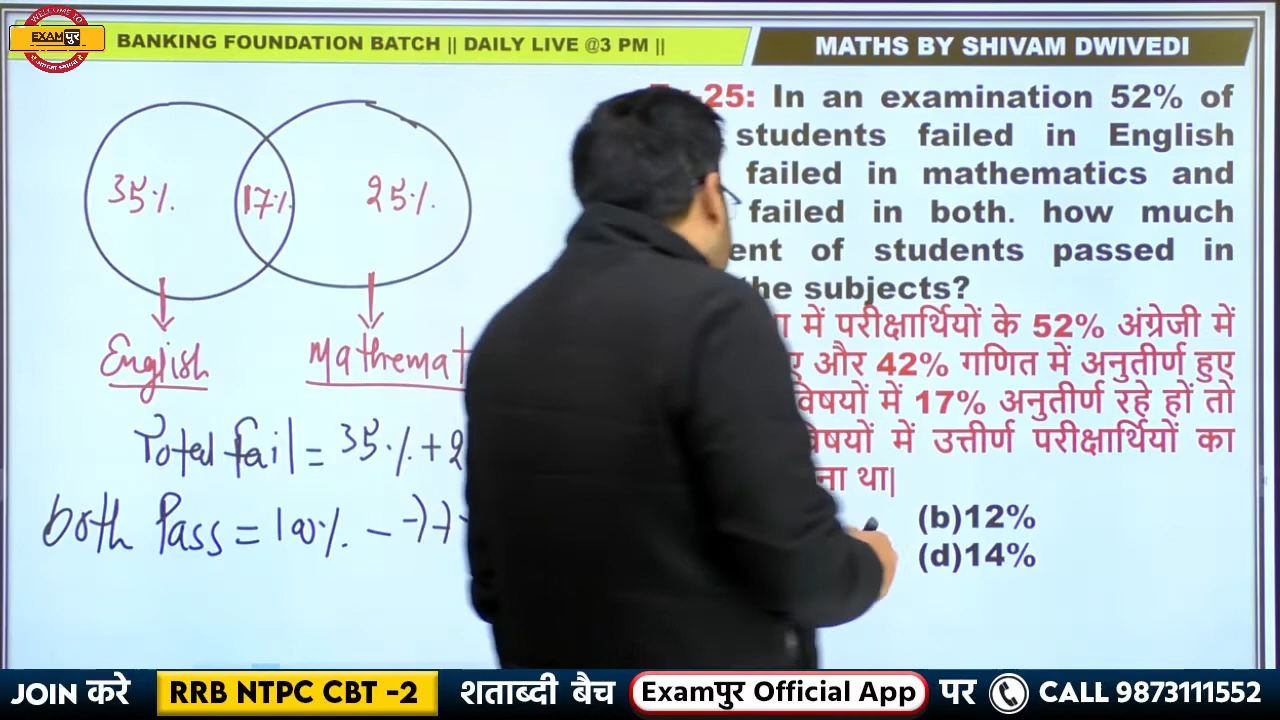 WELCOME TO
EXAMपुर
BANKING FOUNDATION BATCH || DAILY LIVE @3 PM ||
MATHS BY SHIVAM DWIVEDI
35%.
17%
25%.
English
Mathemat
Total fail = 35% + 2
both Pass = 100% - 77
25: In an examination 52% of
students failed in English
failed in mathematics and
failed in both. how much
ent of students passed in
the subjects?
में परीक्षार्थियों के 52% अंग्रेजी में
और 42% गणित में अनुतीर्ण हुए
विषयों में 17% अनुतीर्ण रहे हों तो
विषयों में उत्तीर्ण परीक्षार्थियों का
ना था|
(b)12%
(d)14%
JOIN करे RRB NTPC CBT -2 शताब्दी बैच Examपुर Official App पर CALL 9873111552